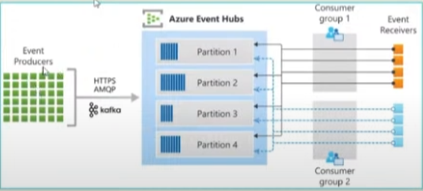 Consumer
group 1
Event
Receivers
Azure Event Hubs
Event
Producers
HTTPS
AMQP
kafka
Partition 1
Partition 2
Partition 3
Partition 4
Consumer
group 2